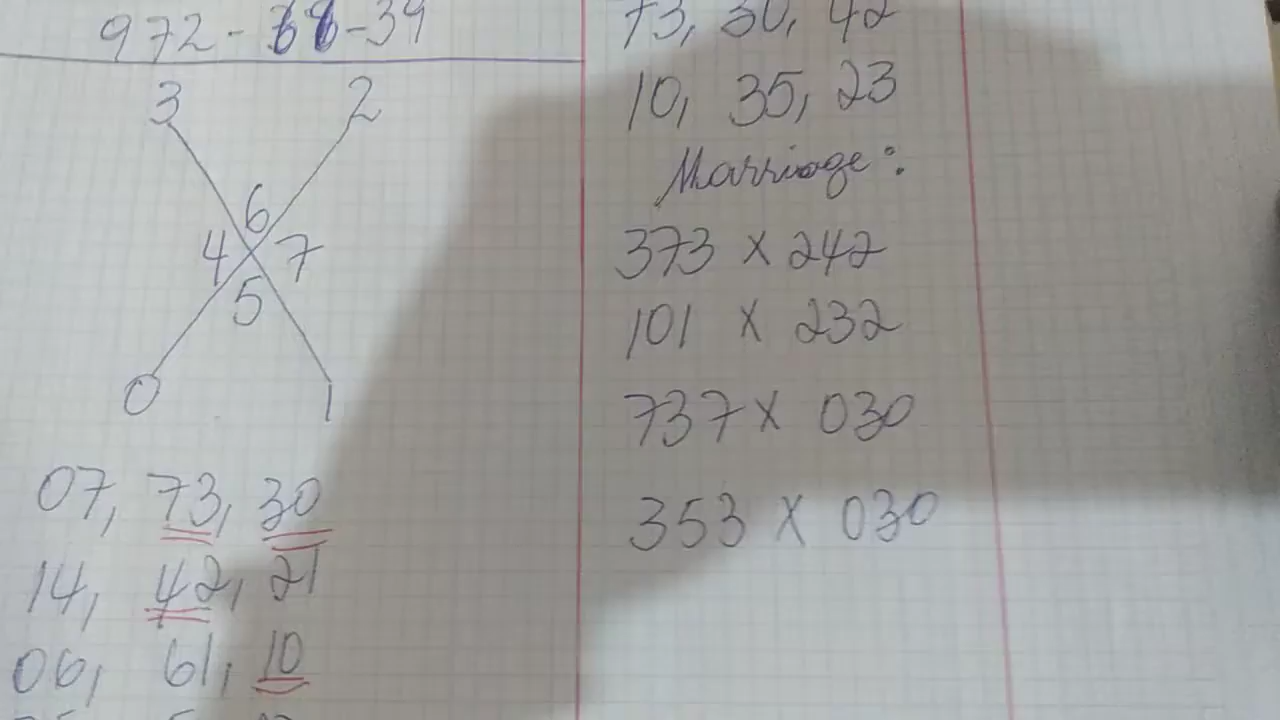 972 - -39
3 2
6
4 7
5
0 1
07, 73, 30
14, 42, 21
06, 61, 10
73, 30, 42
10, 35, 23
Marriage:
373 x 242
101 x 232
737 x 030
353 x 030